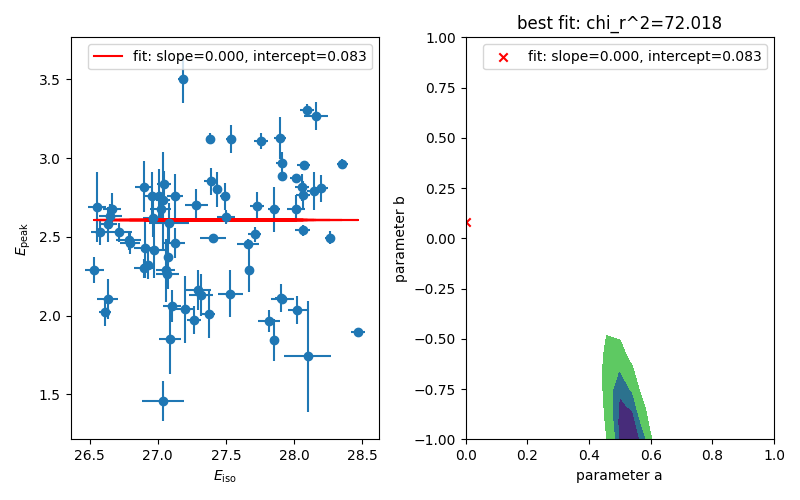 best fit: chi_r^2=72.018
fit: slope=0.000, intercept=0.083
fit: slope=0.000, intercept=0.083
3.5
3.0
2.5
2.0
1.5
E_peak
26.5 27.0 27.5 28.0 28.5
E_iso
1.00
0.75
0.50
0.25
0.00
−0.25
−0.50
−0.75
−1.00
parameter b
0.0 0.2 0.4 0.6 0.8 1.0
parameter a